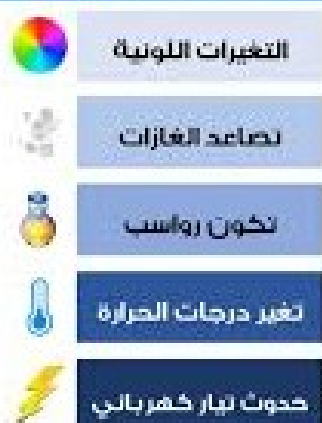 التغيرات اللونية
تصاعد الغازات
تكون رواسب
تغير درجات الحرارة
حدوث تيار كهربائي